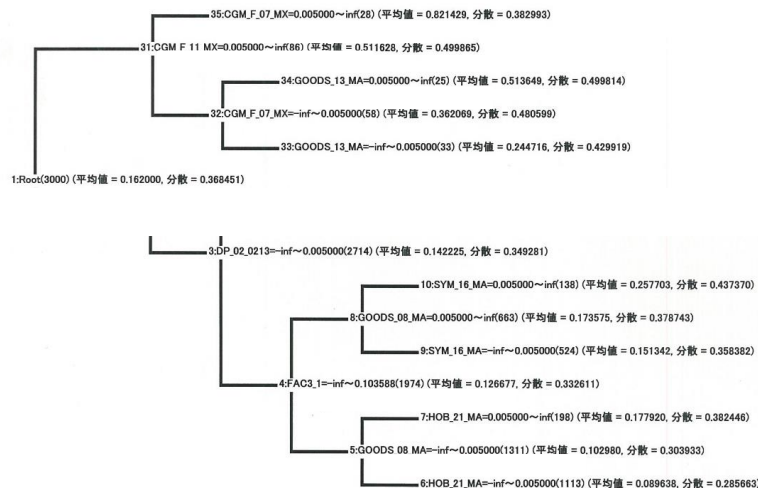 35:CGM_F_07_MX=0.005000～inf(28) (平均値 = 0.821429, 分散 = 0.382993)
31:CGM_F_11_MX=0.005000～inf(86) (平均値 = 0.511628, 分散 = 0.499865)
34:GOODS_13_MA=0.005000～inf(25) (平均値 = 0.513649, 分散 = 0.499814)
32:CGM_F_07_MX=-inf～0.005000(58) (平均値 = 0.362069, 分散 = 0.480599)
33:GOODS_13_MA=-inf～0.005000(33) (平均値 = 0.244716, 分散 = 0.429919)
1:Root(3000) (平均値 = 0.162000, 分散 = 0.368451)
3:DP_02_0213=-inf～0.005000(2714) (平均値 = 0.142225, 分散 = 0.349281)
10:SYM_16_MA=0.005000～inf(138) (平均値 = 0.257703, 分散 = 0.437370)
8:GOODS_08_MA=0.005000～inf(663) (平均値 = 0.173575, 分散 = 0.378743)
9:SYM_16_MA=-inf～0.005000(524) (平均値 = 0.151342, 分散 = 0.358382)
4:FAC3_1=-inf～0.103588(1974) (平均値 = 0.126677, 分散 = 0.332611)
7:HOB_21_MA=0.005000～inf(198) (平均値 = 0.177920, 分散 = 0.382446)
5:GOODS_08_MA=-inf～0.005000(1311) (平均値 = 0.102980, 分散 = 0.303933)
6:HOB_21_MA=-inf～0.005000(1113) (平均値 = 0.089638, 分散 = 0.285663)